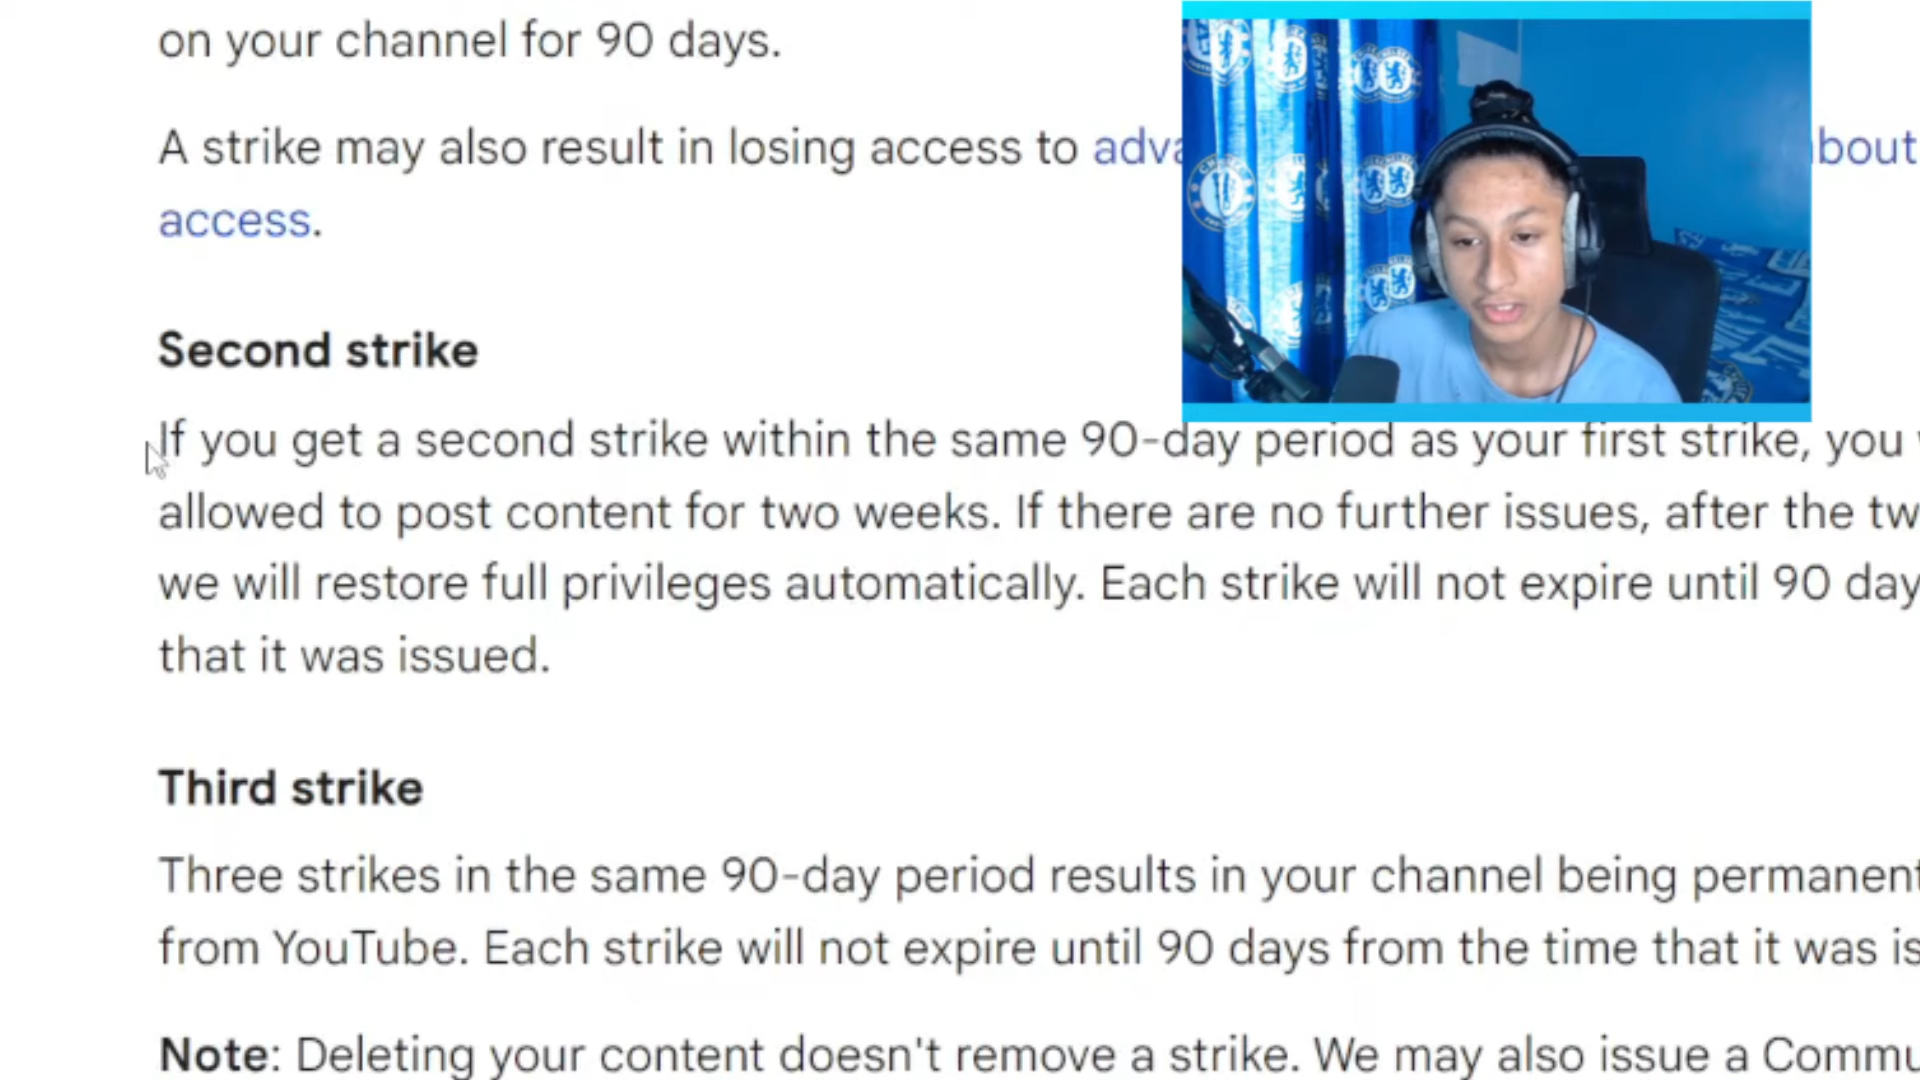 on your channel for 90 days.
A strike may also result in losing access to adva bout
access.
Second strike
If you get a second strike within the same 90-day period as your first strike, you
allowed to post content for two weeks. If there are no further issues, after the tw
we will restore full privileges automatically. Each strike will not expire until 90 day
that it was issued.
Third strike
Three strikes in the same 90-day period results in your channel being permanent
from YouTube. Each strike will not expire until 90 days from the time that it was is
Note: Deleting your content doesn't remove a strike. We may also issue a Commu